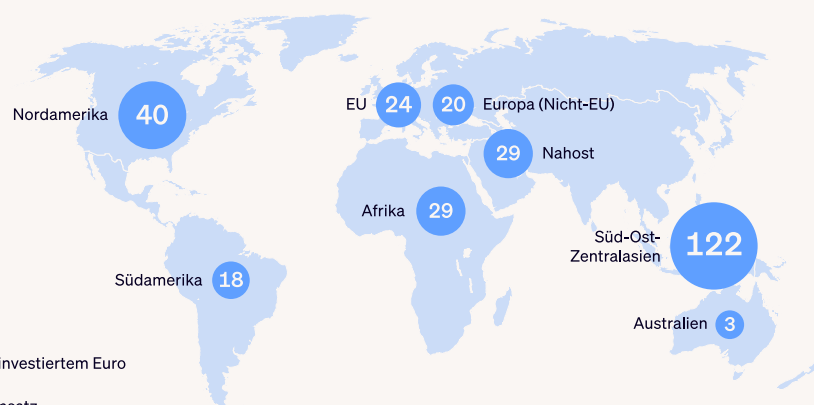 Nordamerika 40
EU 24
20 Europa (Nicht-EU)
29 Nahost
Afrika 29
Süd-Ost-
Zentralasien
122
Südamerika 18
Australien 3
investiertem Euro